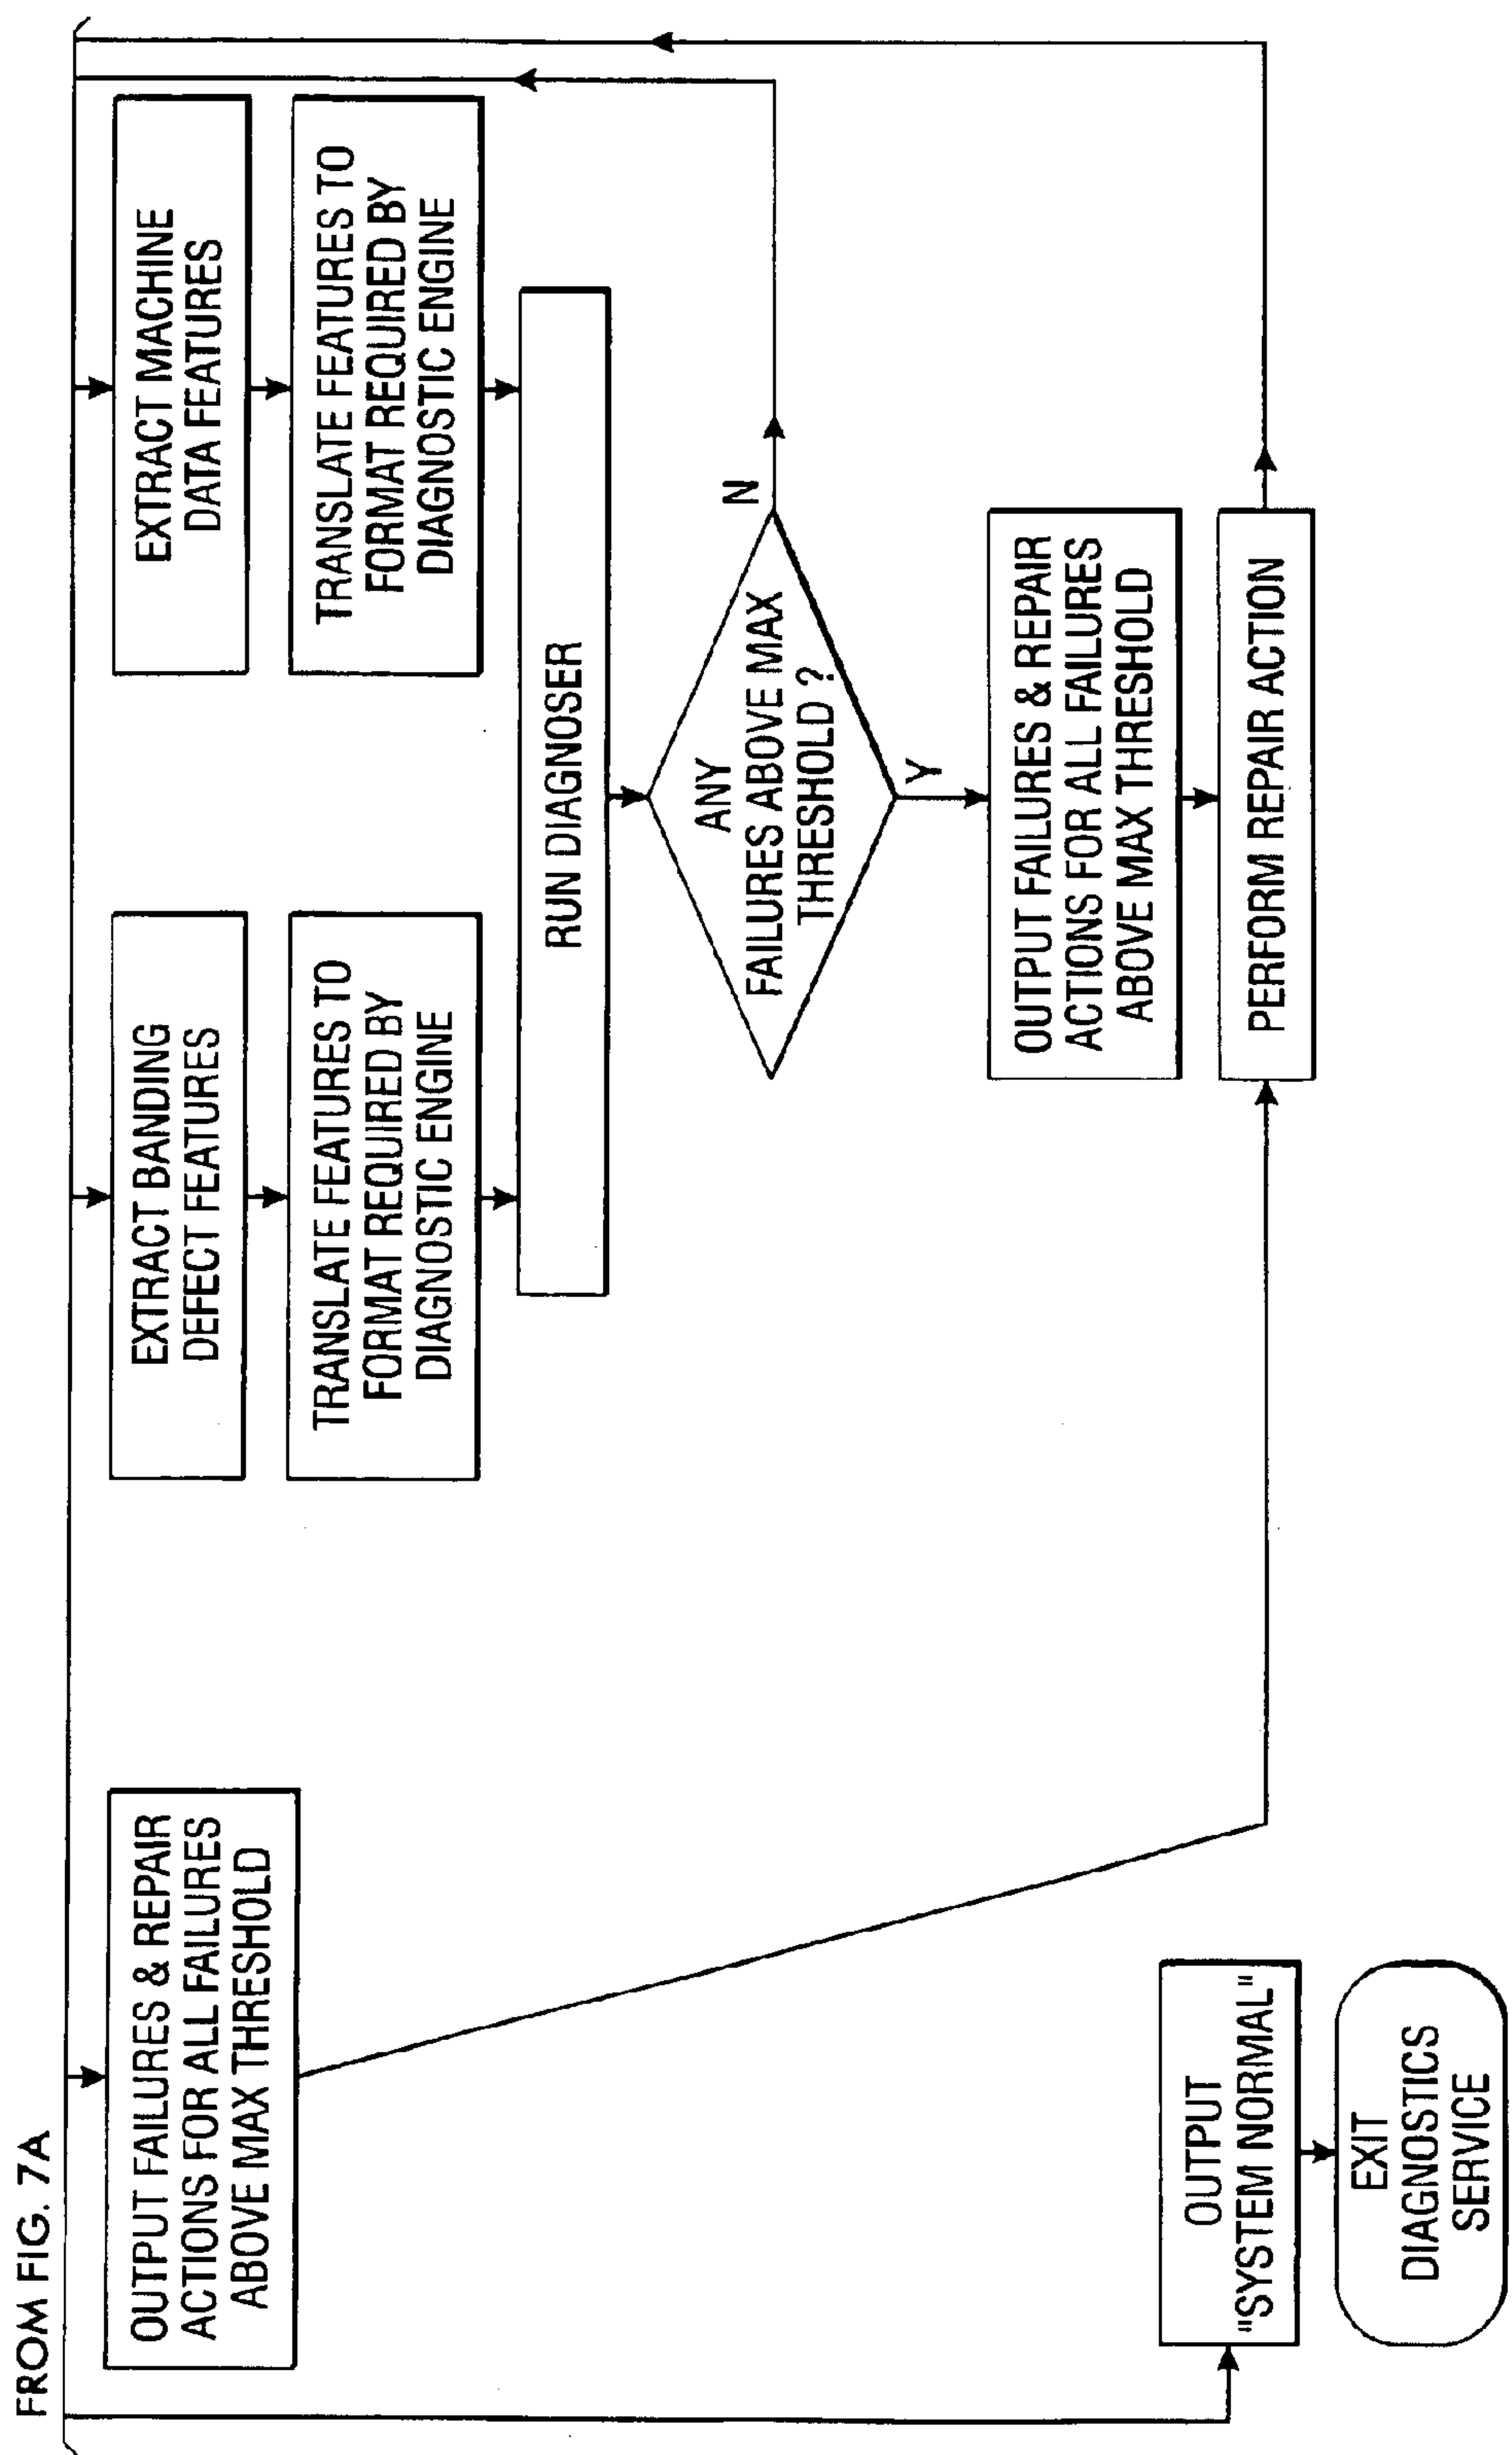 FROM FIG. 7A
OUTPUT FAILURES & REPAIR
ACTIONS FOR ALL FAILURES
ABOVE MAX THRESHOLD
EXTRACT BANDING
DEFECT FEATURES
EXTRACT MACHINE
DATA FEATURES
TRANSLATE FEATURES TO
FORMAT REQUIRED BY
DIAGNOSTIC ENGINE
TRANSLATE FEATURES TO
FORMAT REQUIRED BY
DIAGNOSTIC ENGINE
RUN DIAGNOSER
ANY
FAILURES ABOVE MAX
THRESHOLD ?
N
Y
OUTPUT FAILURES & REPAIR
ACTIONS FOR ALL FAILURES
ABOVE MAX THRESHOLD
PERFORM REPAIR ACTION
OUTPUT
"SYSTEM NORMAL"
EXIT
DIAGNOSTICS
SERVICE